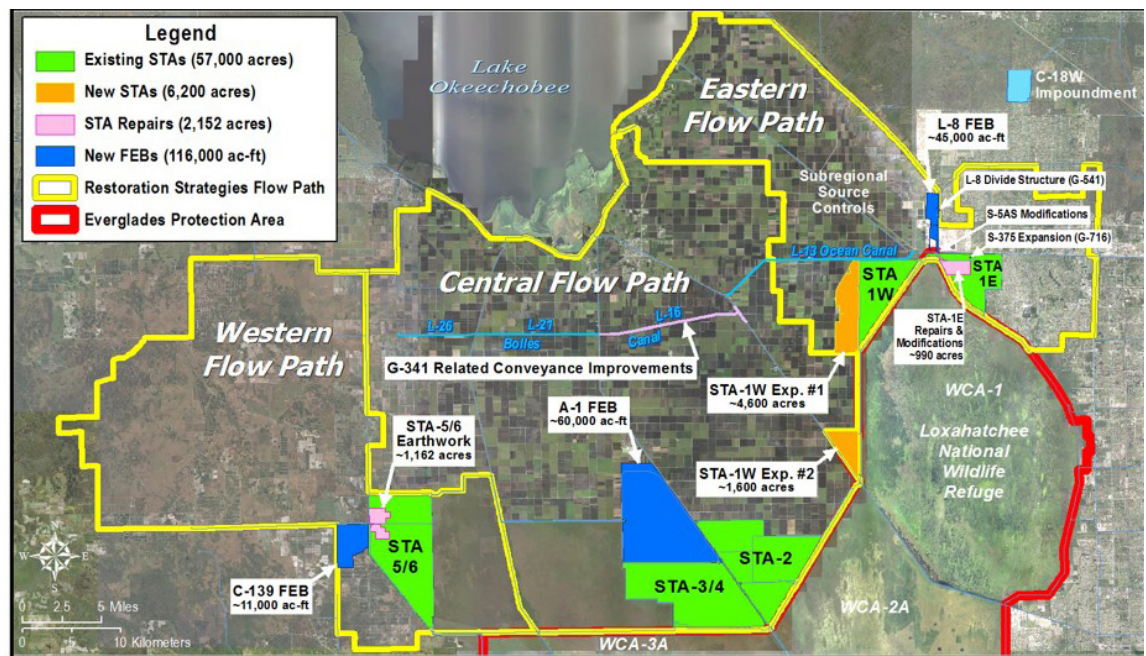 Legend
Existing STAs (57,000 acres)
New STAs (6,200 acres)
STA Repairs (2,152 acres)
New FEBs (116,000 ac-ft)
Restoration Strategies Flow Path
Everglades Protection Area
Lake
Okeechobee
Eastern
Flow Path
C-18W
Impoundment
L-8 FEB
~45,000 ac-ft
Subregional
Source
Controls
L-8 Divide Structure (G-541)
S-5AS Modifications
S-375 Expansion (G-716)
L-13 Ocean Canal
STA
1W
STA
1E
STA-1E
Repairs &
Modifications
~990 acres
Central Flow Path
L-26
L-21
L-16
Bolles
Canal
G-341 Related Conveyance Improvements
Western
Flow Path
STA-1W Exp. #1
~4,600 acres
WCA-1
Loxahatchee
National
Wildlife
Refuge
A-1 FEB
~60,000 ac-ft
STA-5/6
Earthwork
~1,162 acres
STA-1W Exp. #2
~1,600 acres
STA
5/6
STA-2
STA-3/4
C-139 FEB
~11,000 ac-ft
WCA-2A
WCA-3A
N
W
E
S
0 2.5 5 Miles
0 5 10 Kilometers